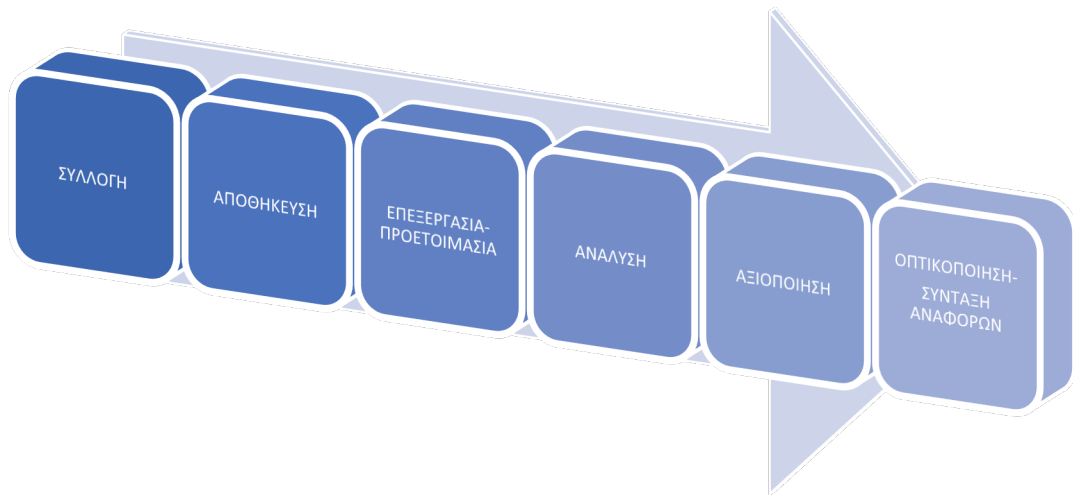 ΣΥΛΛΟΓΗ
ΑΠΟΘΗΚΕΥΣΗ
ΕΠΕΞΕΡΓΑΣΙΑ-
ΠΡΟΕΤΟΙΜΑΣΙΑ
ΑΝΑΛΥΣΗ
ΑΞΙΟΠΟΙΗΣΗ
ΟΠΤΙΚΟΠΟΙΗΣΗ-
ΣΥΝΤΑΞΗ
ΑΝΑΦΟΡΩΝ